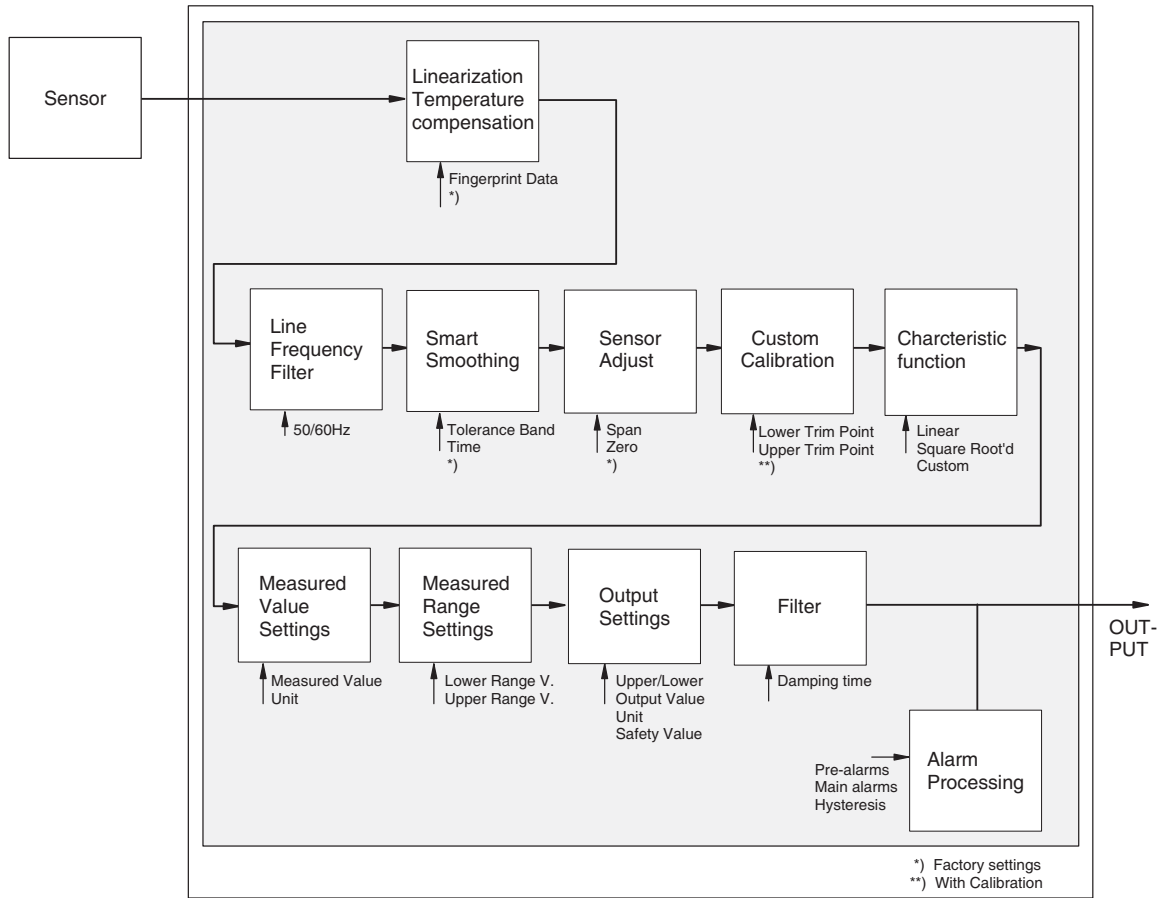 Sensor
Linearization
Temperature
compensation
Fingerprint Data
*)
Line
Frequency
Filter
50/60Hz
Smart
Smoothing
Tolerance Band
Time
*)
Sensor
Adjust
Span
Zero
*)
Custom
Calibration
Lower Trim Point
Upper Trim Point
**)
Charcteristic
function
Linear
Square Root'd
Custom
Measured
Value
Settings
Measured Value
Unit
Measured
Range
Settings
Lower Range V.
Upper Range V.
Output
Settings
Upper/Lower
Output Value
Unit
Safety Value
Filter
Damping time
OUT-
PUT
Pre-alarms
Main alarms
Hysteresis
Alarm
Processing
*) Factory settings
**) With Calibration